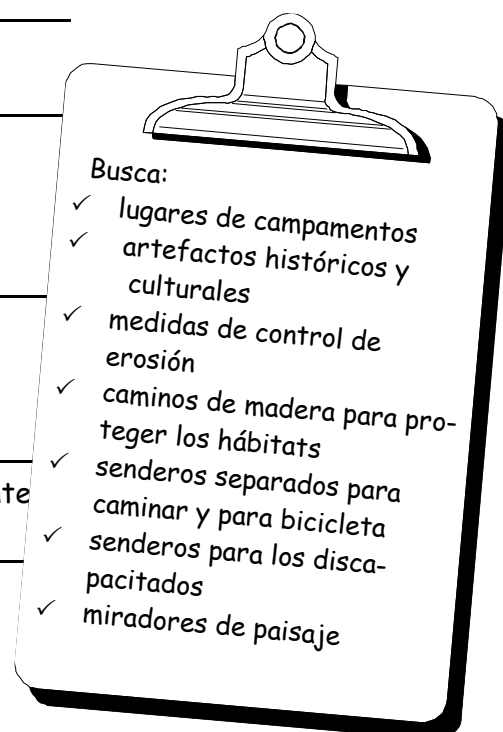 Busca:
✓ lugares de campamentos
✓ artefactos históricos y
culturales
✓ medidas de control de
erosión
✓ caminos de madera para pro-
teger los hábitats
✓ senderos separados para
caminar y para bicicleta
✓ senderos para los disca-
pacitados
✓ miradores de paisaje